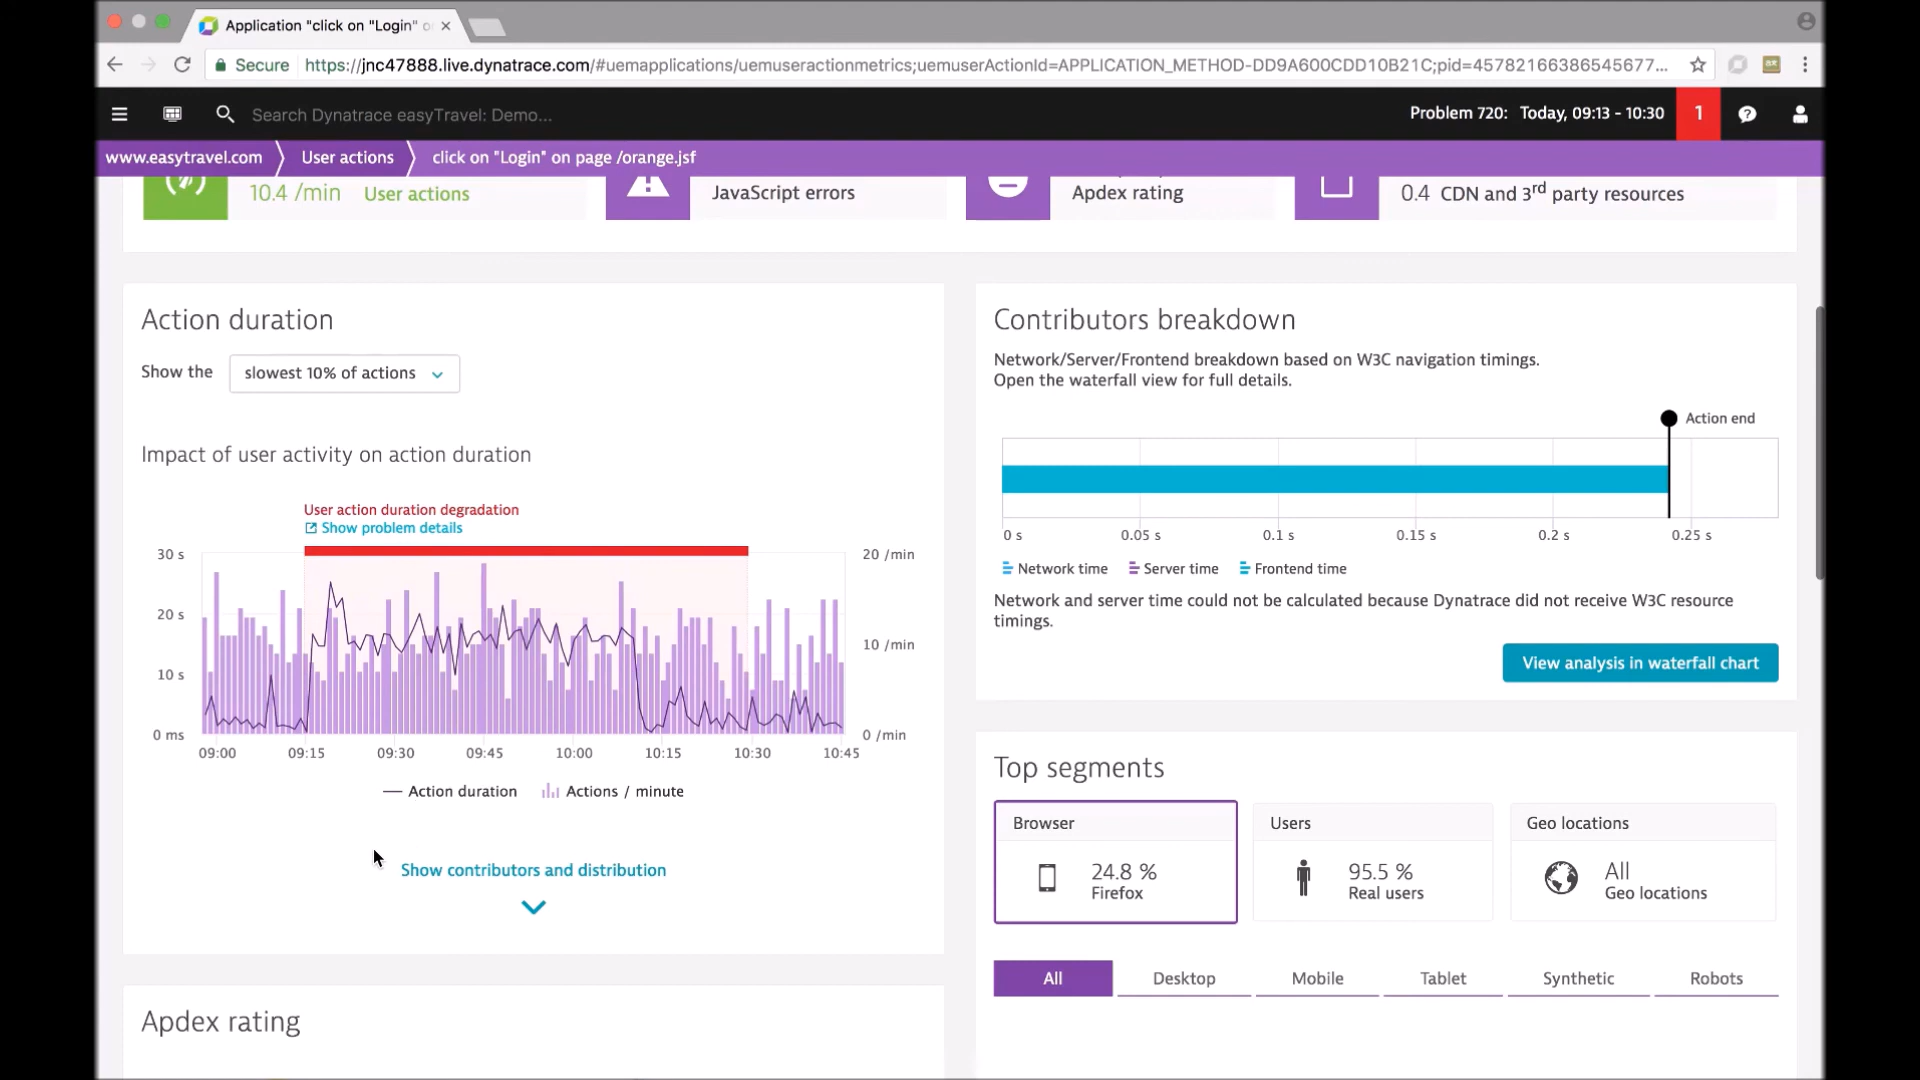 Application "click on "Login" o
Secure https://jnc47888.live.dynatrace.com/#uemapplications/uemuseractionmetrics;uemuserActionId=APPLICATION_METHOD-DD9A600CDD10B21C;pid=45782166386545677...
Search Dynatrace easyTravel: Demo...
Problem 720: Today, 09:13 - 10:30
1
www.easytravel.com User actions click on "Login" on page /orange.jsf
10.4 /min User actions
JavaScript errors
Apdex rating
0.4 CDN and 3rd party resources
Action duration
Show the slowest 10% of actions
Impact of user activity on action duration
User action duration degradation
Show problem details
30 s
20 s
10 s
0 ms
20 /min
10 /min
0 /min
09:00 09:15 09:30 09:45 10:00 10:15 10:30 10:45
Action duration Actions / minute
Show contributors and distribution
Apdex rating
Contributors breakdown
Network/Server/Frontend breakdown based on W3C navigation timings.
Open the waterfall view for full details.
Action end
0 s 0.05 s 0.1 s 0.15 s 0.2 s 0.25 s
Network time Server time Frontend time
Network and server time could not be calculated because Dynatrace did not receive W3C resource
timings.
View analysis in waterfall chart
Top segments
Browser
24.8 %
Firefox
Users
95.5 %
Real users
Geo locations
All
Geo locations
All Desktop Mobile Tablet Synthetic Robots